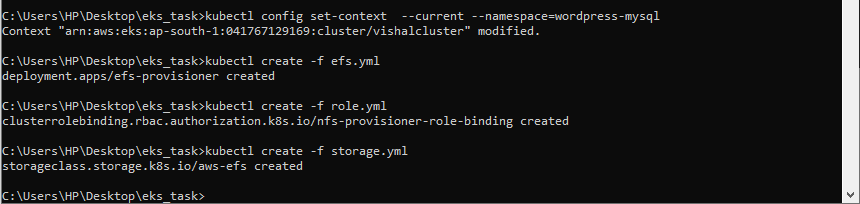 C:\Users\HP\Desktop\eks_task>kubectl config set-context  --current --namespace=wordpress-mysql
Context "arn:aws:eks:ap-south-1:041767129169:cluster/vishalcluster" modified.
C:\Users\HP\Desktop\eks_task>kubectl create -f efs.yml
deployment.apps/efs-provisioner created
C:\Users\HP\Desktop\eks_task>kubectl create -f role.yml
clusterrolebinding.rbac.authorization.k8s.io/nfs-provisioner-role-binding created
C:\Users\HP\Desktop\eks_task>kubectl create -f storage.yml
storageclass.storage.k8s.io/aws-efs created
C:\Users\HP\Desktop\eks_task>